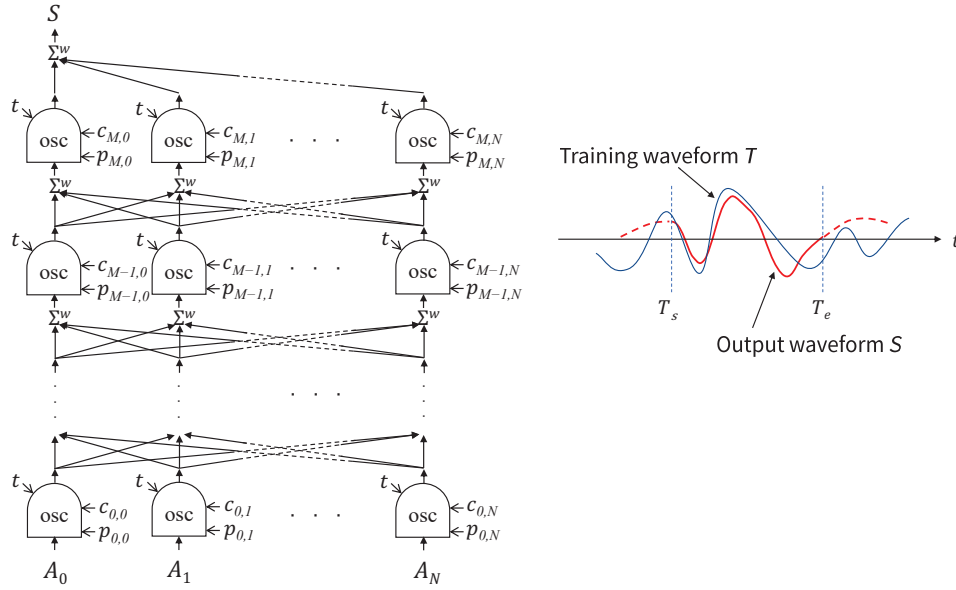 S
Σw
t t t
osc osc · · · osc
cM,0 cM,1 cM,N
pM,0 pM,1 pM,N
Σw Σw Σw
t t t
osc osc · · · osc
cM−1,0 cM−1,1 cM−1,N
pM−1,0 pM−1,1 pM−1,N
Σw Σw Σw
· · ·
t t t
osc osc · · · osc
c0,0 c0,1 c0,N
p0,0 p0,1 p0,N
A0 A1 AN
Training waveform T
t
Ts Te
Output waveform S